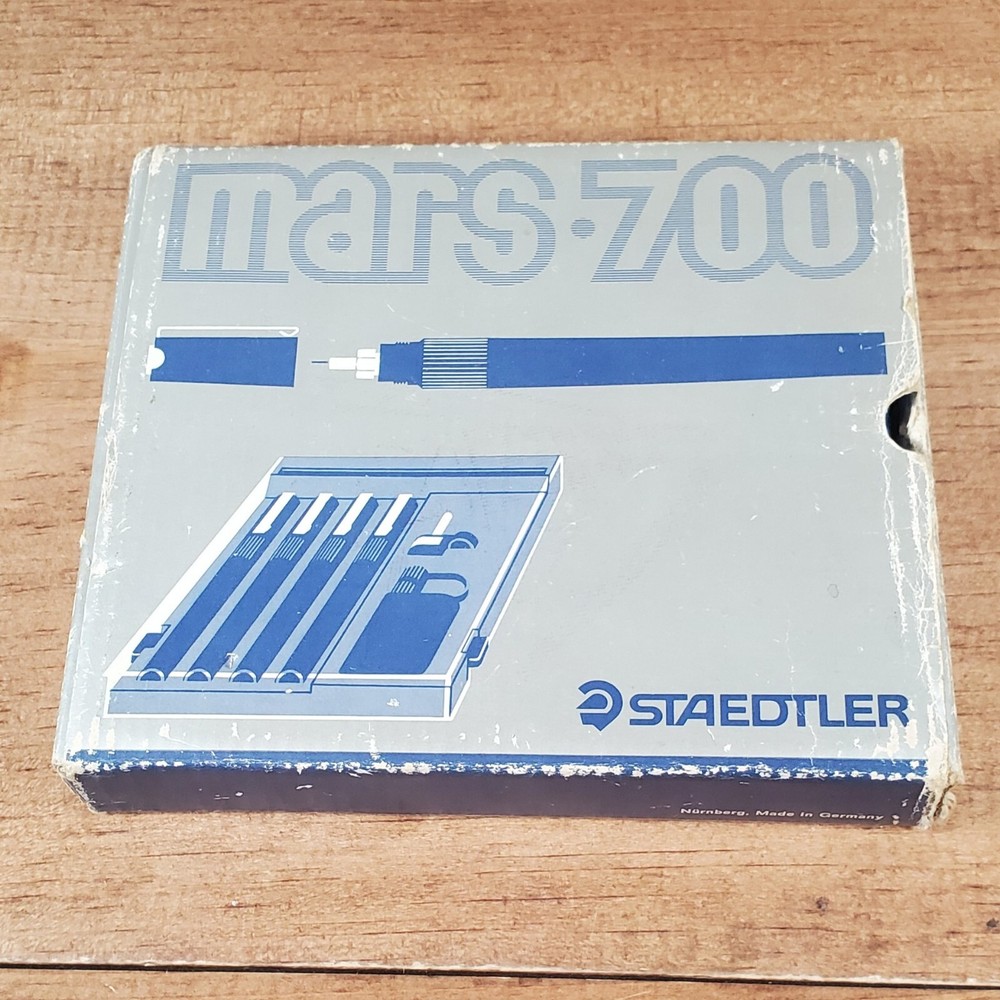 mars·700
STAEDTLER
Nürnberg, Made in Germany